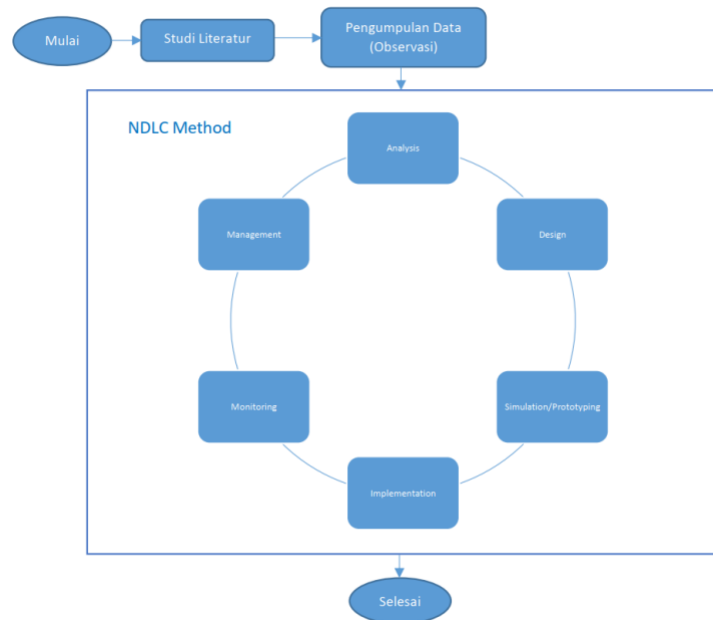 Mulai
Studi Literatur
Pengumpulan Data
(Observasi)
NDLC Method
Analysis
Management
Design
Monitoring
Simulation/Prototyping
Implementation
Selesai